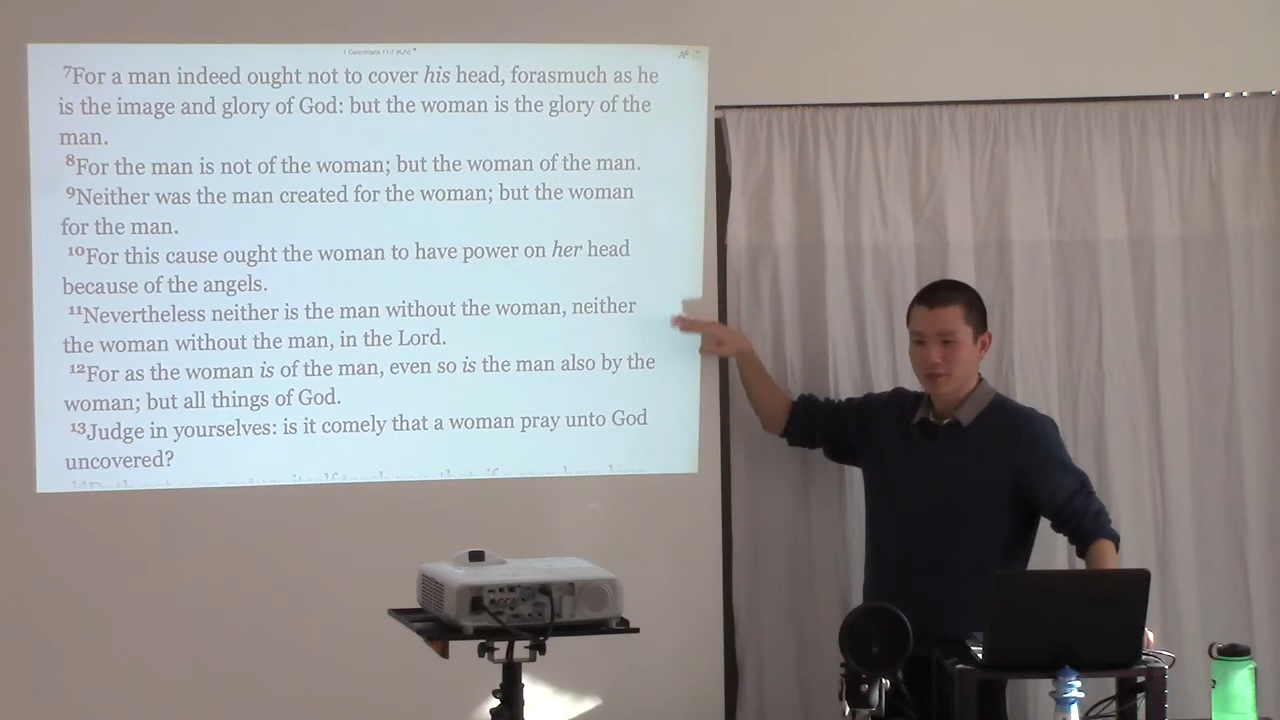 1 Corinthians 11:7 (KJV)
⁷For a man indeed ought not to cover his head, forasmuch as he
is the image and glory of God: but the woman is the glory of the
man.
⁸For the man is not of the woman; but the woman of the man.
⁹Neither was the man created for the woman; but the woman
for the man.
¹⁰For this cause ought the woman to have power on her head
because of the angels.
¹¹Nevertheless neither is the man without the woman, neither
the woman without the man, in the Lord.
¹²For as the woman is of the man, even so is the man also by the
woman; but all things of God.
¹³Judge in yourselves: is it comely that a woman pray unto God
uncovered?